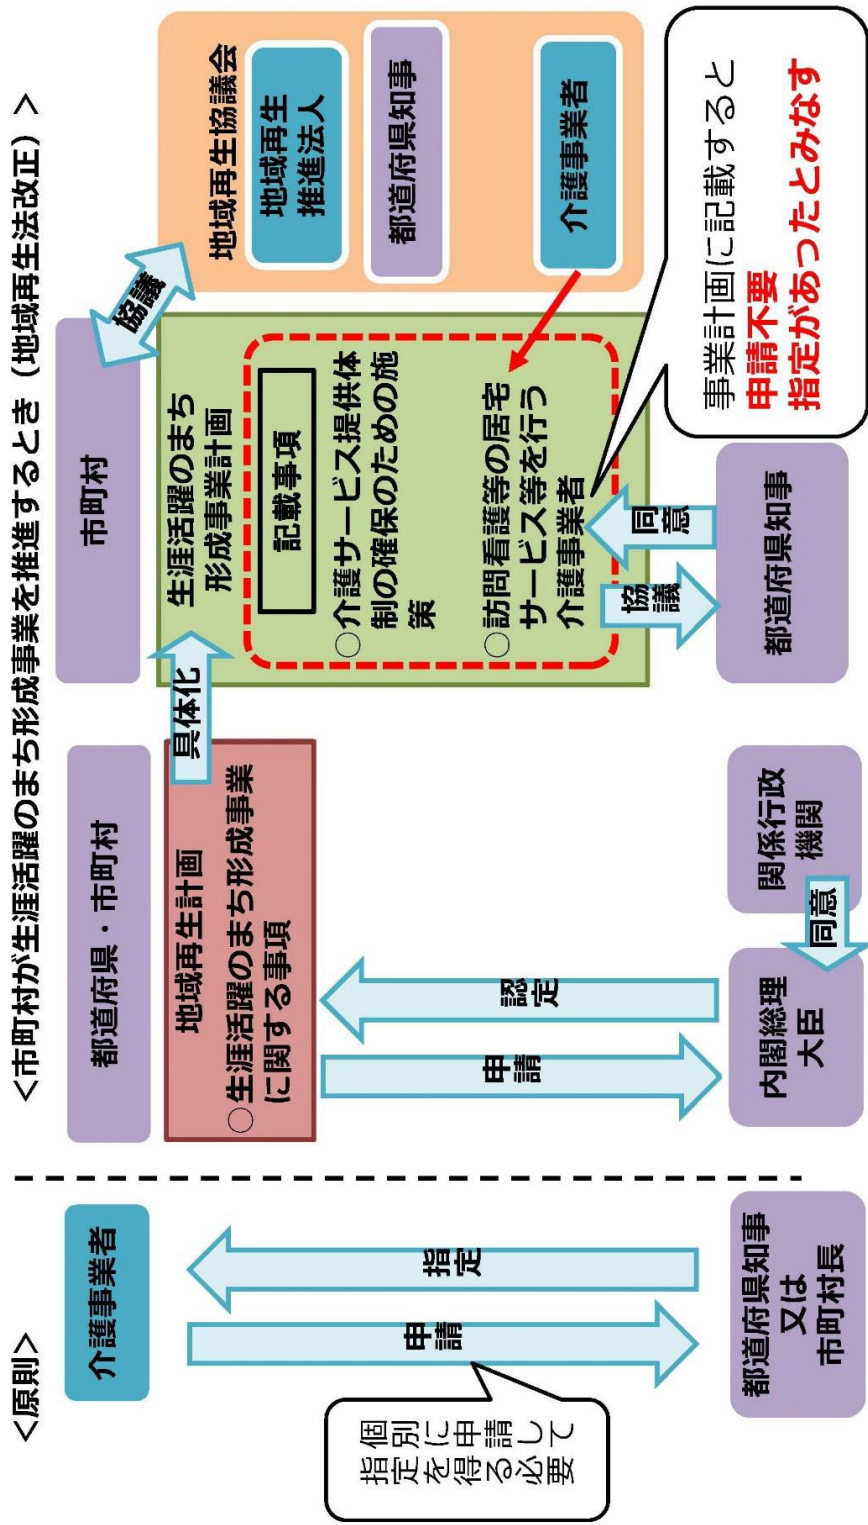 <原則>
介護事業者
申請
指定
個別に申請して
指定を得る必要
都道府県知事
又は
市町村長
<市町村が生涯活躍のまち形成事業を推進するとき（地域再生法改正）>
都道府県・市町村
地域再生計画
○生涯活躍のまち形成事業
に関する事項
申請
認定
内閣総理
大臣
同意
関係行政
機関
具体化
市町村
生涯活躍のまち
形成事業計画
記載事項
○介護サービス提供体
制の確保のための施
策
○訪問看護等の居宅
サービス等を行う
介護事業者
協議
同意
都道府県知事
協議
地域再生協議会
地域再生
推進法人
都道府県知事
介護事業者
事業計画に記載すると
申請不要
指定があったとみなす